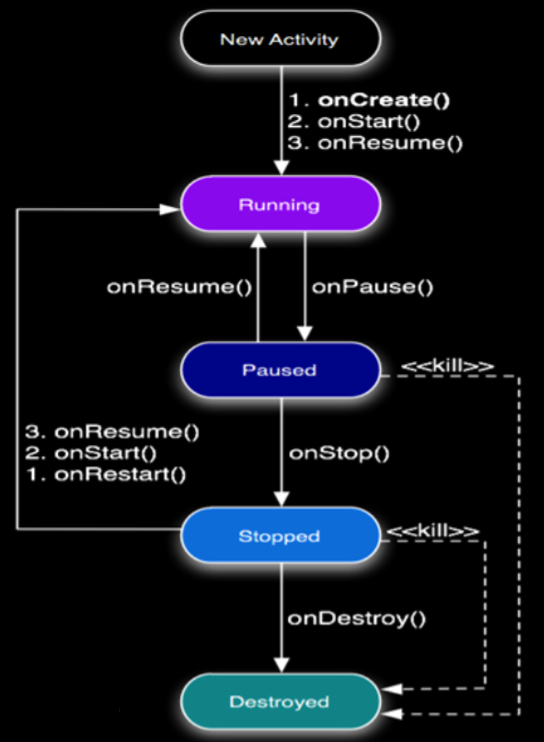 New Activity
1. onCreate()
2. onStart()
3. onResume()
Running
onResume()
onPause()
Paused
<<kill>>
3. onResume()
2. onStart()
1. onRestart()
onStop()
Stopped
<<kill>>
onDestroy()
Destroyed